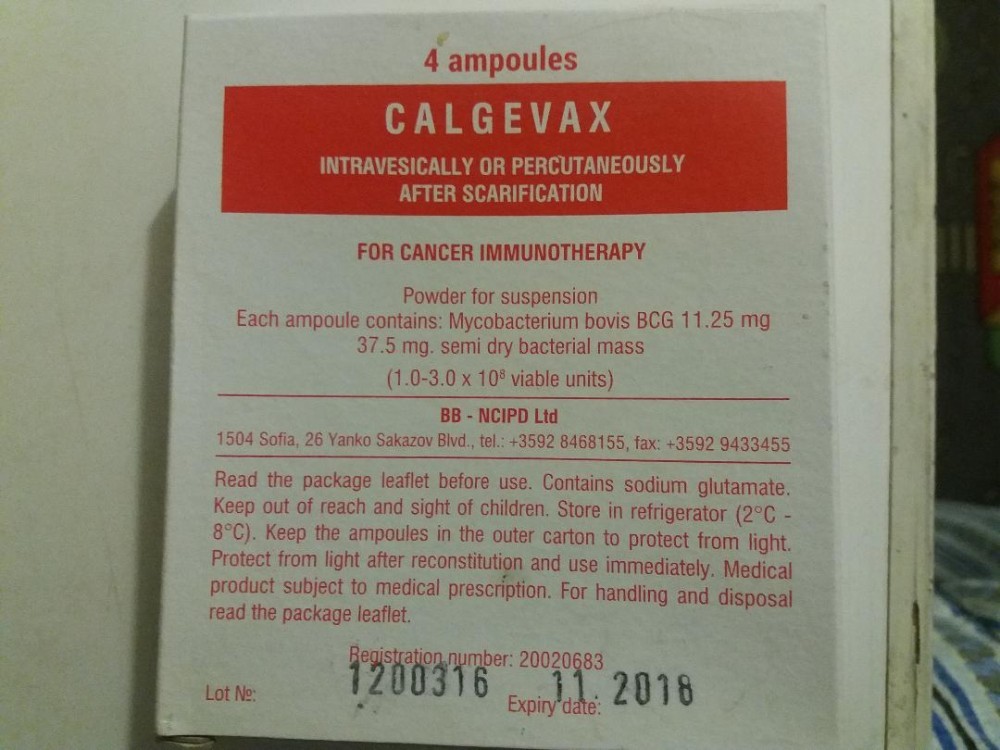 4 ampoules
CALGEVAX
INTRAVESICALLY OR PERCUTANEOUSLY
AFTER SCARIFICATION
FOR CANCER IMMUNOTHERAPY
Powder for suspension
Each ampoule contains: Mycobacterium bovis BCG 11.25 mg
37.5 mg. semi dry bacterial mass
(1.0-3.0 x 10⁸ viable units)
BB - NCIPD Ltd
1504 Sofia, 26 Yanko Sakazov Blvd., tel.: +3592 8468155, fax: +3592 9433455
Read the package leaflet before use. Contains sodium glutamate.
Keep out of reach and sight of children. Store in refrigerator (2°C -
8°C). Keep the ampoules in the outer carton to protect from light.
Protect from light after reconstitution and use immediately. Medical
product subject to medical prescription. For handling and disposal
read the package leaflet.
Registration number: 20020683
Lot №: 1200316 Expiry date: 11. 2018